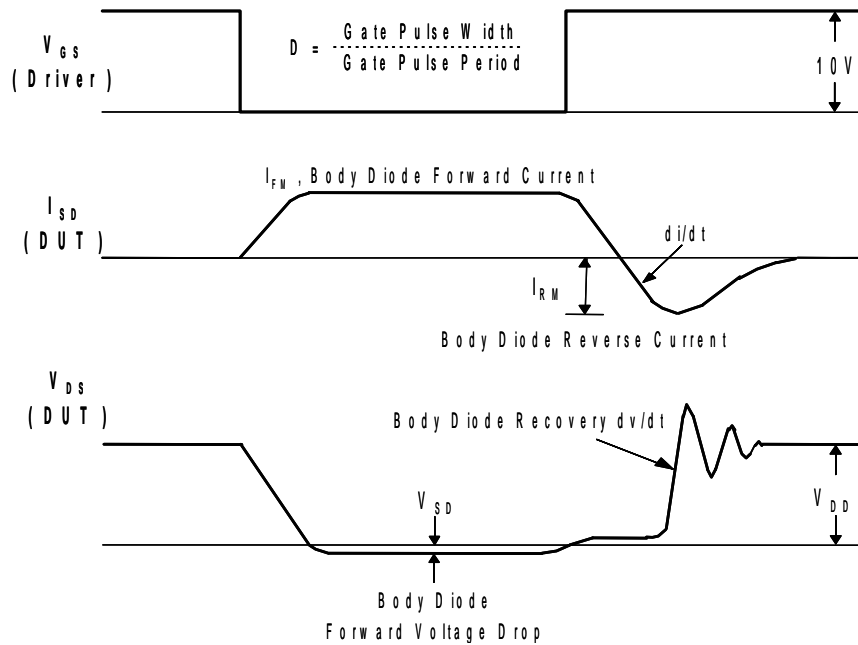 V GS
(Driver)
D = Gate Pulse Width
Gate Pulse Period
10V
I FM , Body Diode Forward Current
I SD
(DUT)
di/dt
I RM
Body Diode Reverse Current
V DS
(DUT)
Body Diode Recovery dv/dt
V SD
V DD
Body Diode
Forward Voltage Drop